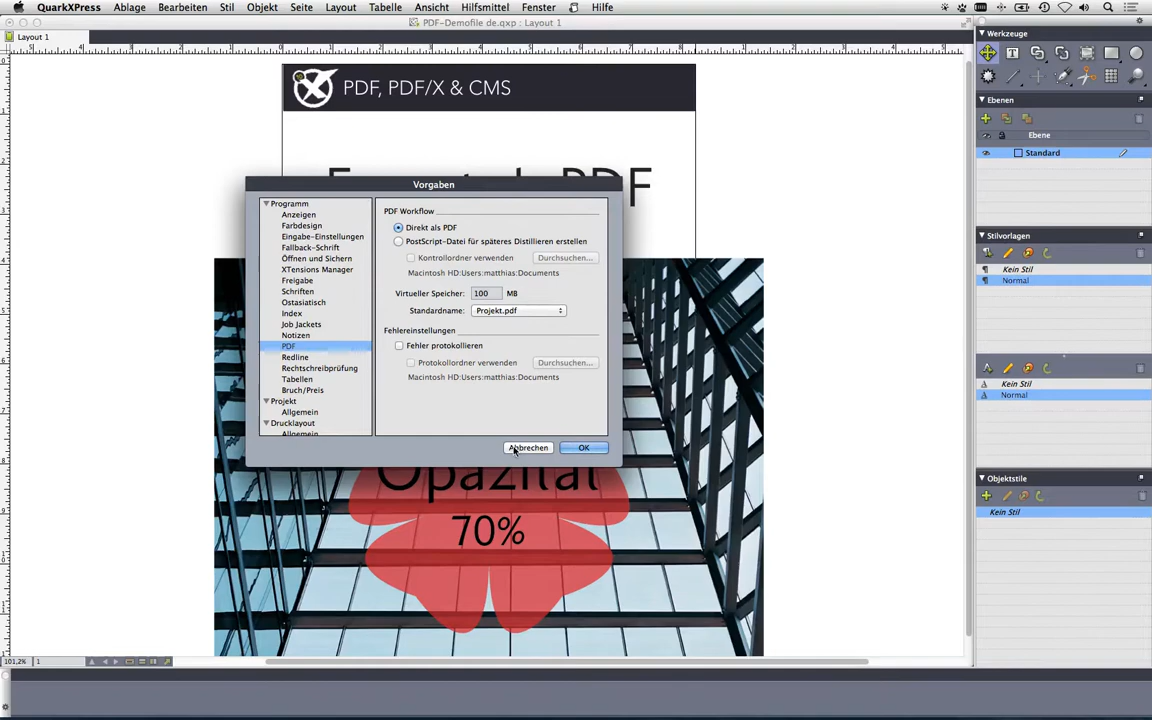 QuarkXPress Ablage Bearbeiten Stil Objekt Seite Layout Tabelle Ansicht Hilfsmittel Fenster Hilfe
PDF-Demofile de.qxp : Layout 1
Layout 1
PDF, PDF/X & CMS
PDF
Vorgaben
Programm
Anzeigen
Farbdesign
Eingabe-Einstellungen
Fallback-Schrift
Öffnen und Sichern
XTensions Manager
Freigabe
Schriften
Ostasiatisch
Index
Job Jackets
Notizen
PDF
Redline
Rechtschreibprüfung
Tabellen
Bruch/Preis
Projekt
Allgemein
Drucklayout
Allgemein
PDF Workflow
Direkt als PDF
PostScript-Datei für späteres Distillieren erstellen
Kontrollordner verwenden Durchsuchen...
Macintosh HD:Users:matthias:Documents
Virtueller Speicher: 100 MB
Standardname: Projekt.pdf
Fehlereinstellungen
Fehler protokollieren
Protokollordner verwenden Durchsuchen...
Macintosh HD:Users:matthias:Documents
Abbrechen OK
Opazität
70%
101,2% 1
Werkzeuge
Ebenen
Ebene
Standard
Stilvorlagen
Kein Stil
Normal
Kein Stil
Normal
Objektstile
Kein Stil